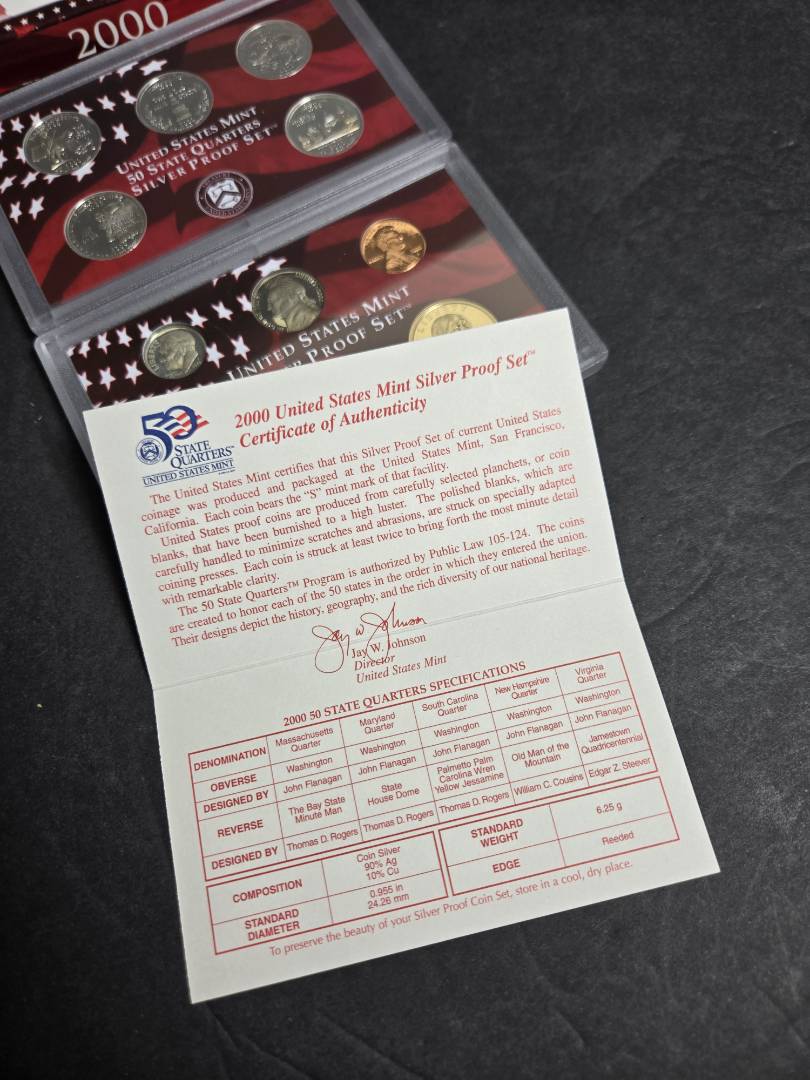 2000
UNITED STATES MINT
50 STATE QUARTERS
SILVER PROOF SET™
UNITED STATES MINT
PROOF SET™
50
STATE
QUARTERS™
UNITED STATES MINT
2000 United States Mint Silver Proof Set™
Certificate of Authenticity
The United States Mint certifies that this Silver Proof Set of current United States
coinage was produced and packaged at the United States Mint, San Francisco,
California. Each coin bears the "S" mint mark of that facility.
United States proof coins are produced from carefully selected planchets, or coin
blanks, that have been burnished to a high luster. The polished blanks, which are
carefully handled to minimize scratches and abrasions, are struck on specially adapted
coining presses. Each coin is struck at least twice to bring forth the most minute detail
with remarkable clarity.
The 50 State Quarters™ Program is authorized by Public Law 105-124. The coins
are created to honor each of the 50 states in the order in which they entered the union.
Their designs depict the history, geography, and the rich diversity of our national heritage.
Jay W. Johnson
Jay W. Johnson
Director
United States Mint
2000 50 STATE QUARTERS SPECIFICATIONS
DENOMINATION Massachusetts Quarter Maryland Quarter South Carolina Quarter New Hampshire Quarter Virginia Quarter
OBVERSE Washington Washington Washington Washington Washington
DESIGNED BY John Flanagan John Flanagan John Flanagan John Flanagan John Flanagan
REVERSE The Bay State Minute Man State House Dome Palmetto Palm Carolina Wren Yellow Jessamine Old Man of the Mountain Jamestown Quadricentennial
DESIGNED BY Thomas D. Rogers Thomas D. Rogers Thomas D. Rogers William C. Cousins Edgar Z. Steever
COMPOSITION Coin Silver 90% Ag 10% Cu
STANDARD DIAMETER 0.955 in 24.26 mm
STANDARD WEIGHT 6.25 g
EDGE Reeded
To preserve the beauty of your Silver Proof Coin Set, store in a cool, dry place.